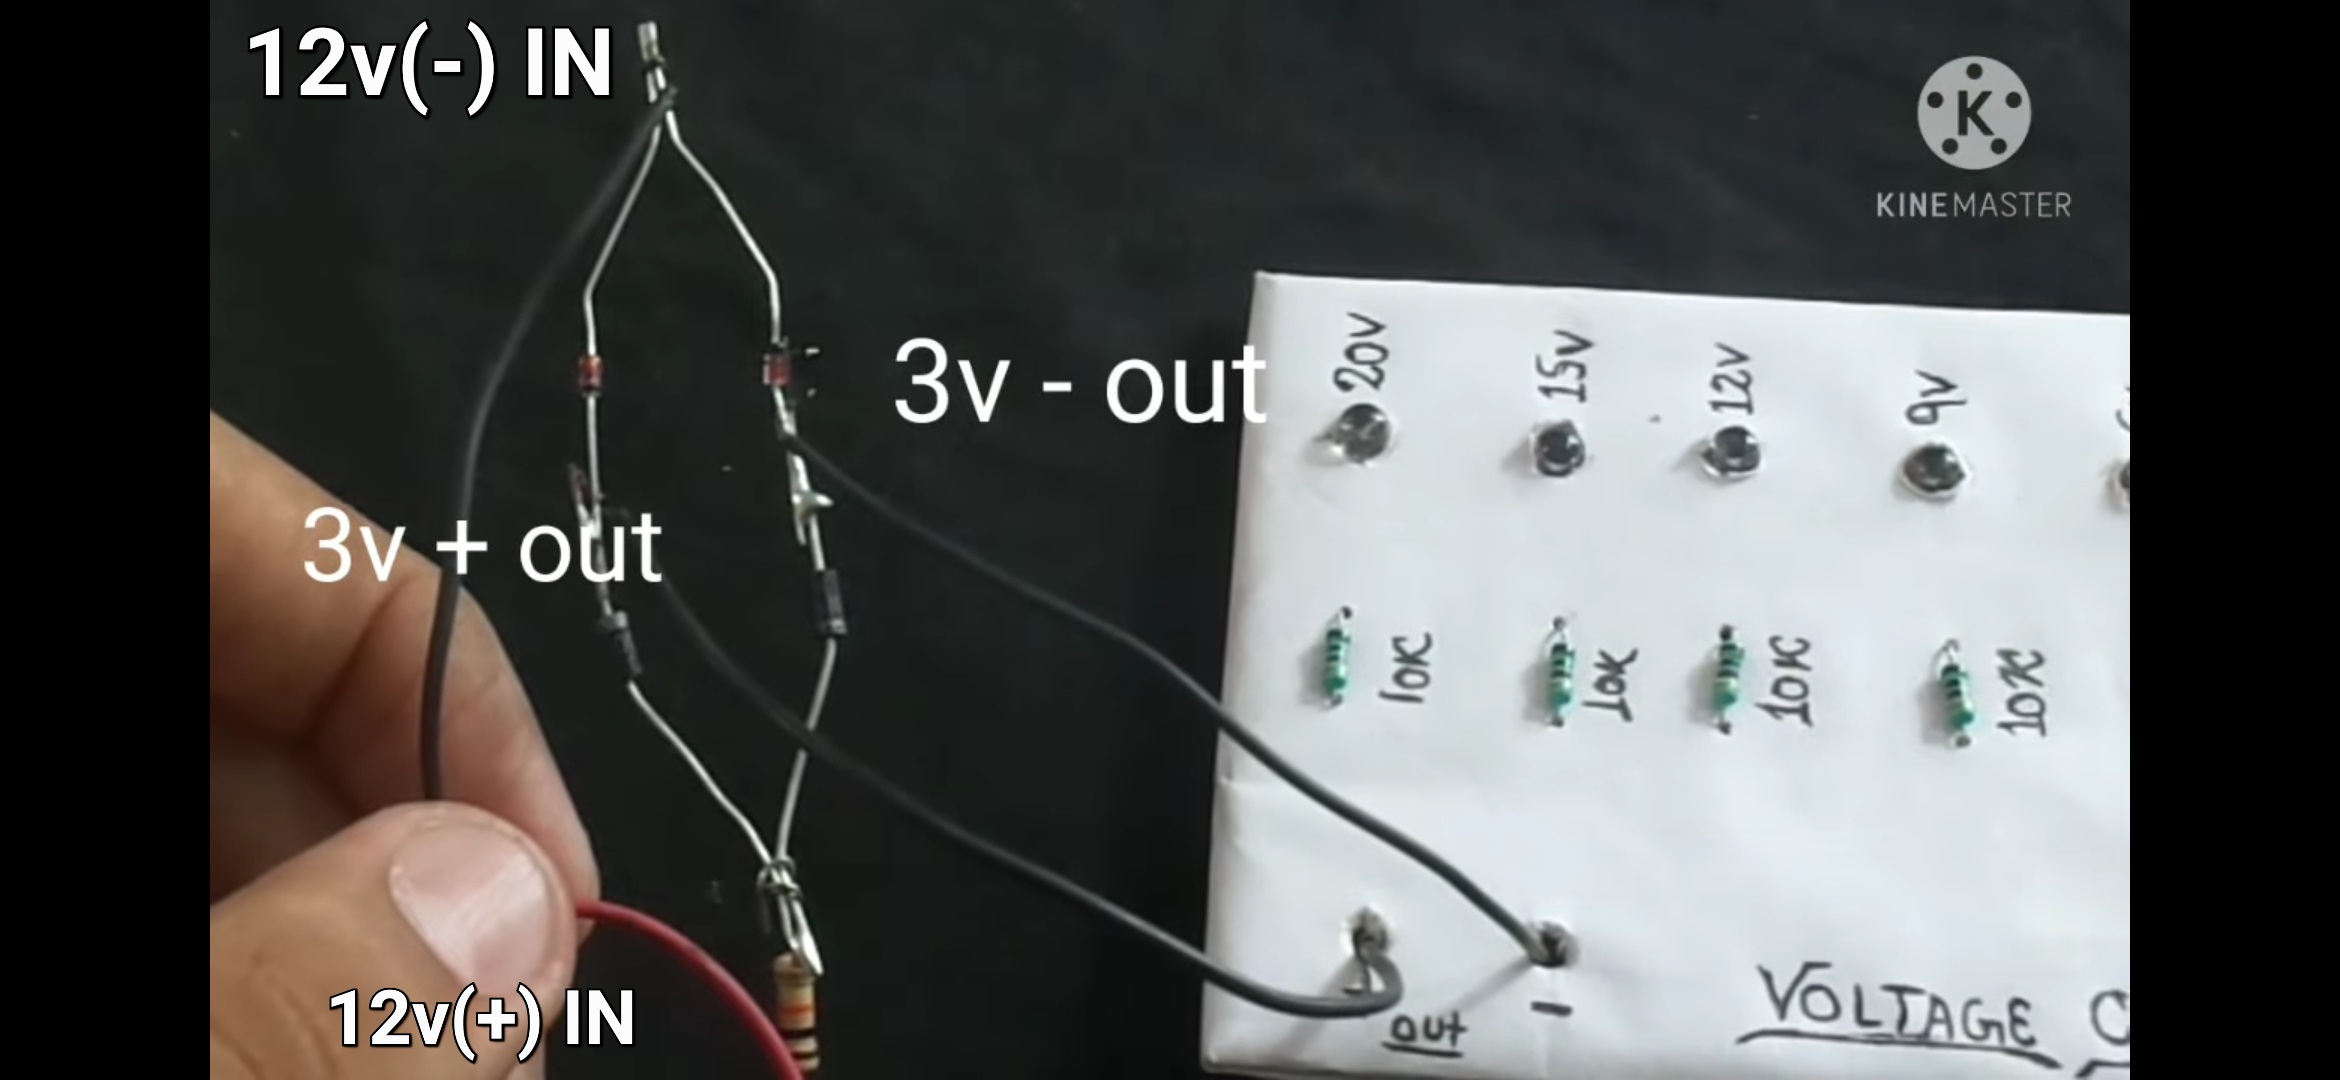 12v(-) IN
K
KINEMASTER
20V
15V
12V
9V
3v - out
3v + out
10K
10K
10K
10K
12v(+) IN
out
-
VOLTAGE